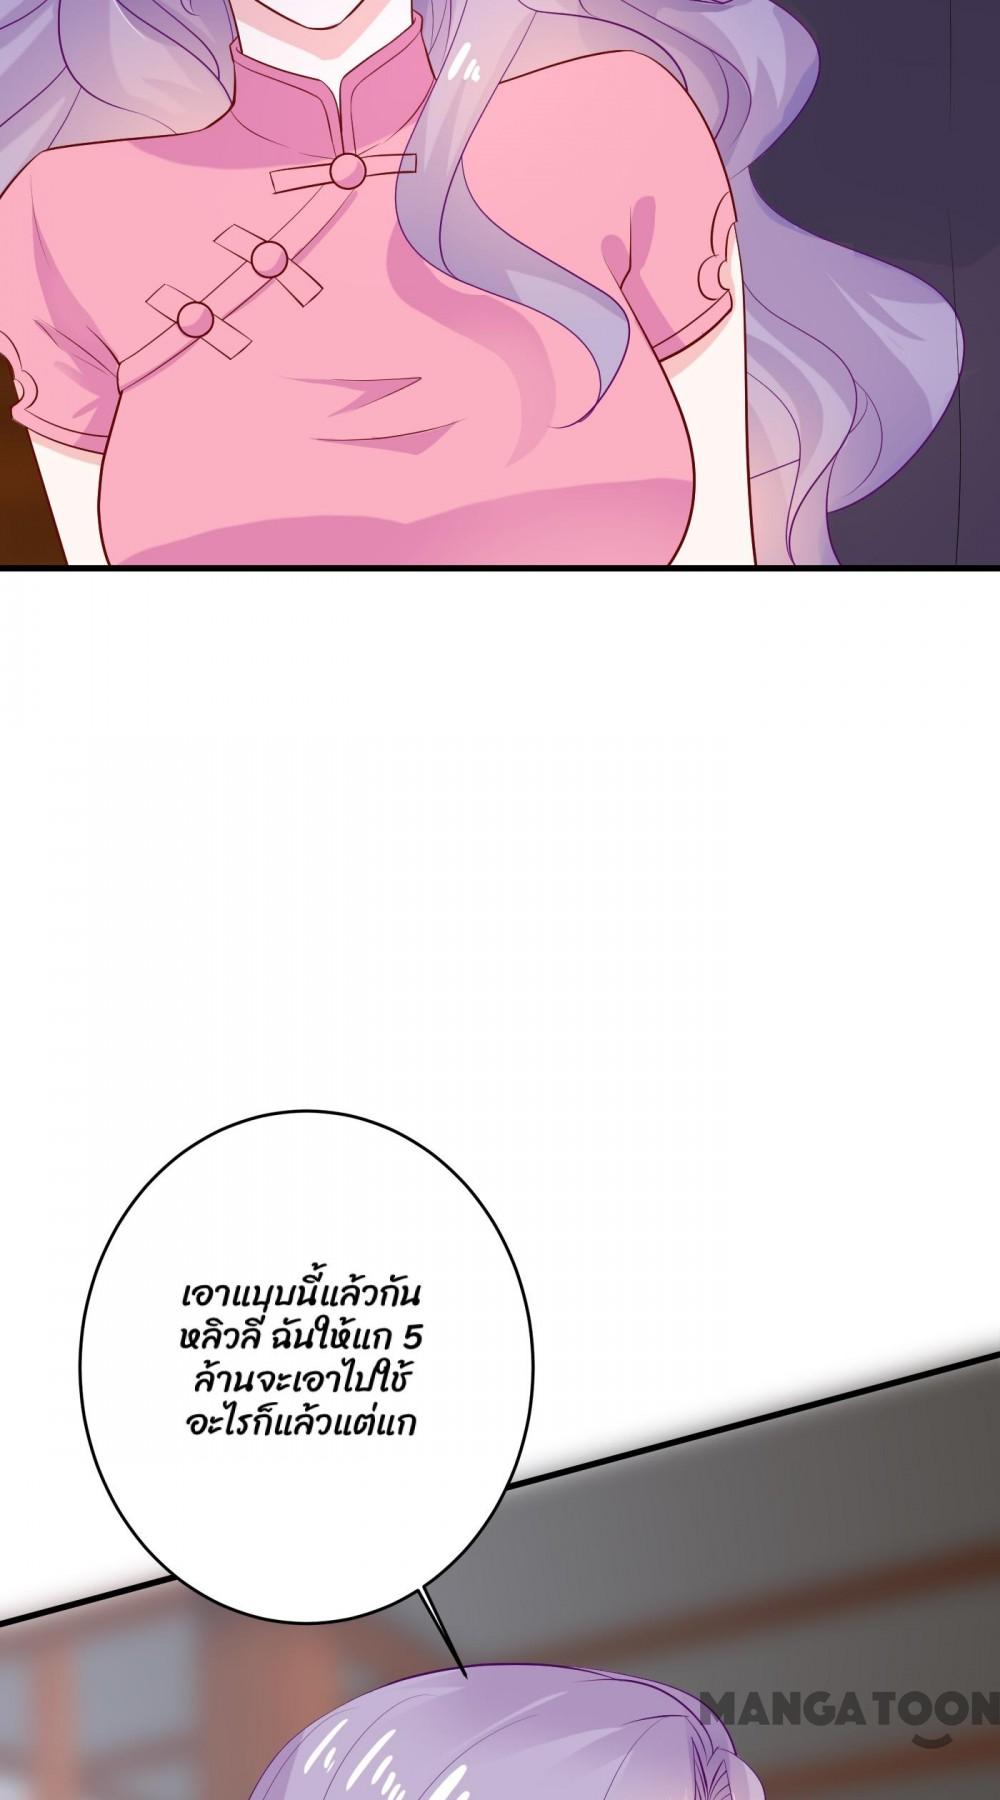 เอาแบบนี้แล้วกัน
หลิวลี่ ฉันให้แก 5
ล้านจะเอาไปใช้
อะไรก็แล้วแต่แก
MANGATOON